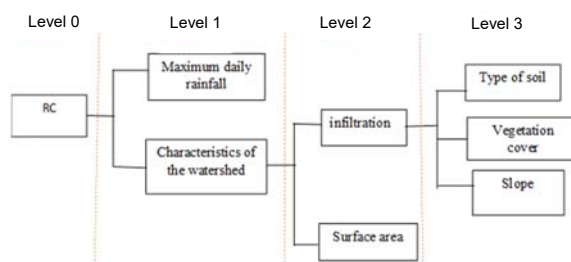 Level 0
Level 1
Level 2
Level 3
RC
Maximum daily
rainfall
Characteristics of
the watershed
infiltration
Surface area
Type of soil
Vegetation
cover
Slope